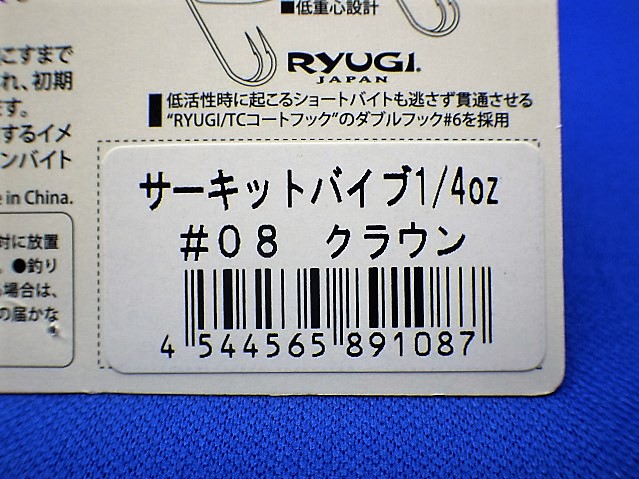 ■低重心設計
RYUGI.
JAPAN
低活性時に起こるショートバイトも逃さず貫通させる
"RYUGI/TCコートフック"のダブルフック#6を採用
こすまで
れ、初期
ます。
するイメ
ンバイト
e in China.
対に放置
。●釣り
場合は、
の届かな
サーキットバイブ1/4oz
#08 クラウン
4 544565 891087